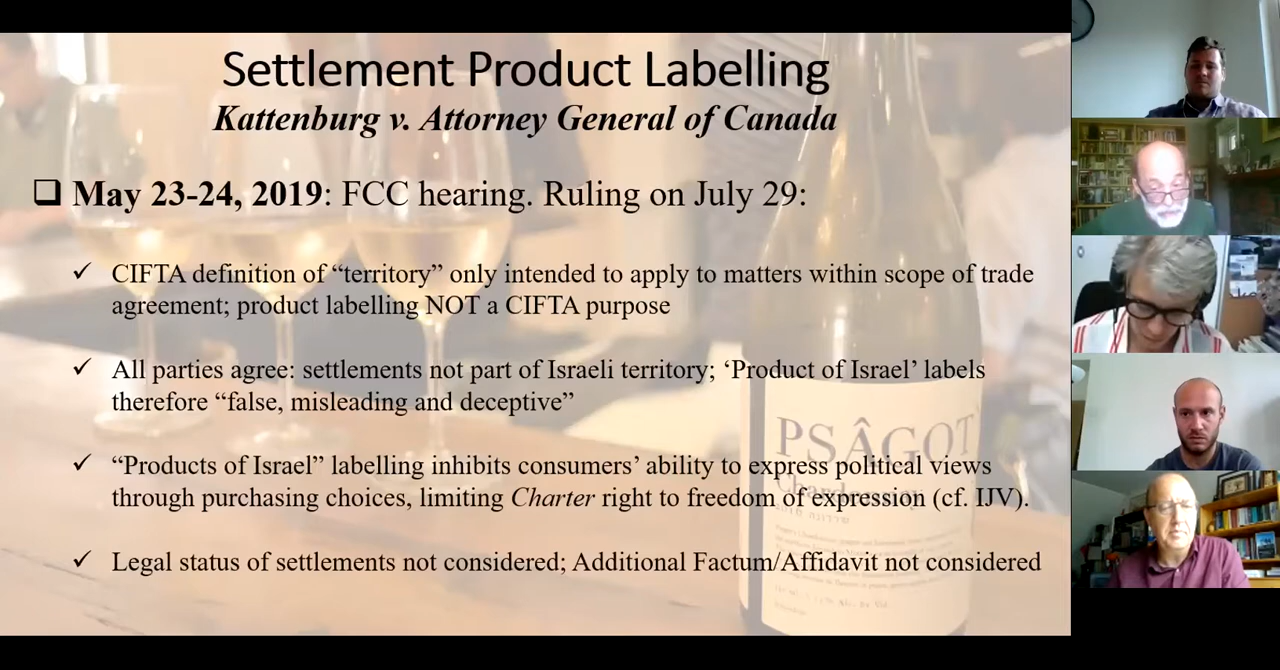 Settlement Product Labelling
Kattenburg v. Attorney General of Canada
❑ May 23-24, 2019: FCC hearing. Ruling on July 29:
✓ CIFTA definition of “territory” only intended to apply to matters within scope of trade
agreement; product labelling NOT a CIFTA purpose
✓ All parties agree: settlements not part of Israeli territory; ‘Product of Israel’ labels
therefore “false, misleading and deceptive”
PSÂGOT
✓ “Products of Israel” labelling inhibits consumers’ ability to express political views
through purchasing choices, limiting Charter right to freedom of expression (cf. IJV).
✓ Legal status of settlements not considered; Additional Factum/Affidavit not considered